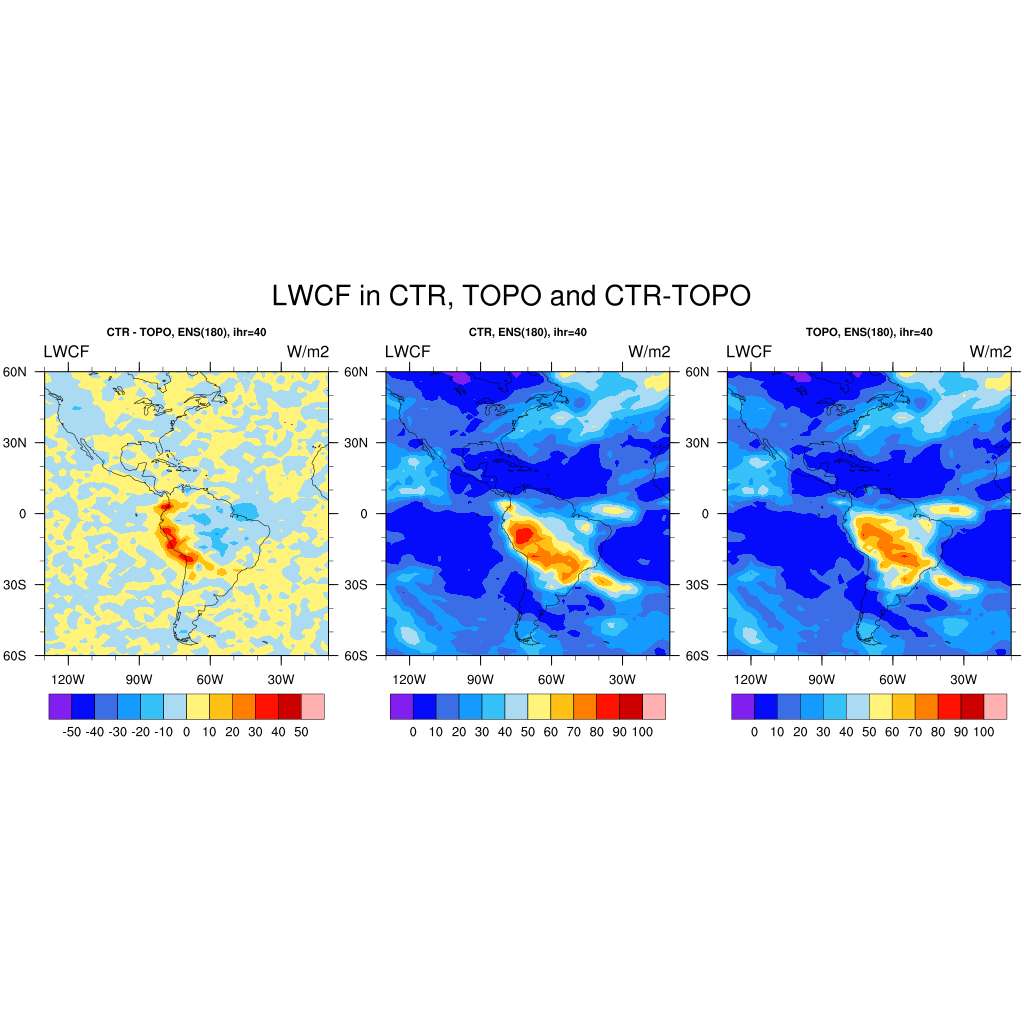 LWCF in CTR, TOPO and CTR-TOPO
CTR - TOPO, ENS(180), ihr=40
LWCF W/m2
60N
30N
0
30S
60S
120W 90W 60W 30W
-50 -40 -30 -20 -10 0 10 20 30 40 50
CTR, ENS(180), ihr=40
LWCF W/m2
60N
30N
0
30S
60S
120W 90W 60W 30W
0 10 20 30 40 50 60 70 80 90 100
TOPO, ENS(180), ihr=40
LWCF W/m2
60N
30N
0
30S
60S
120W 90W 60W 30W
0 10 20 30 40 50 60 70 80 90 100